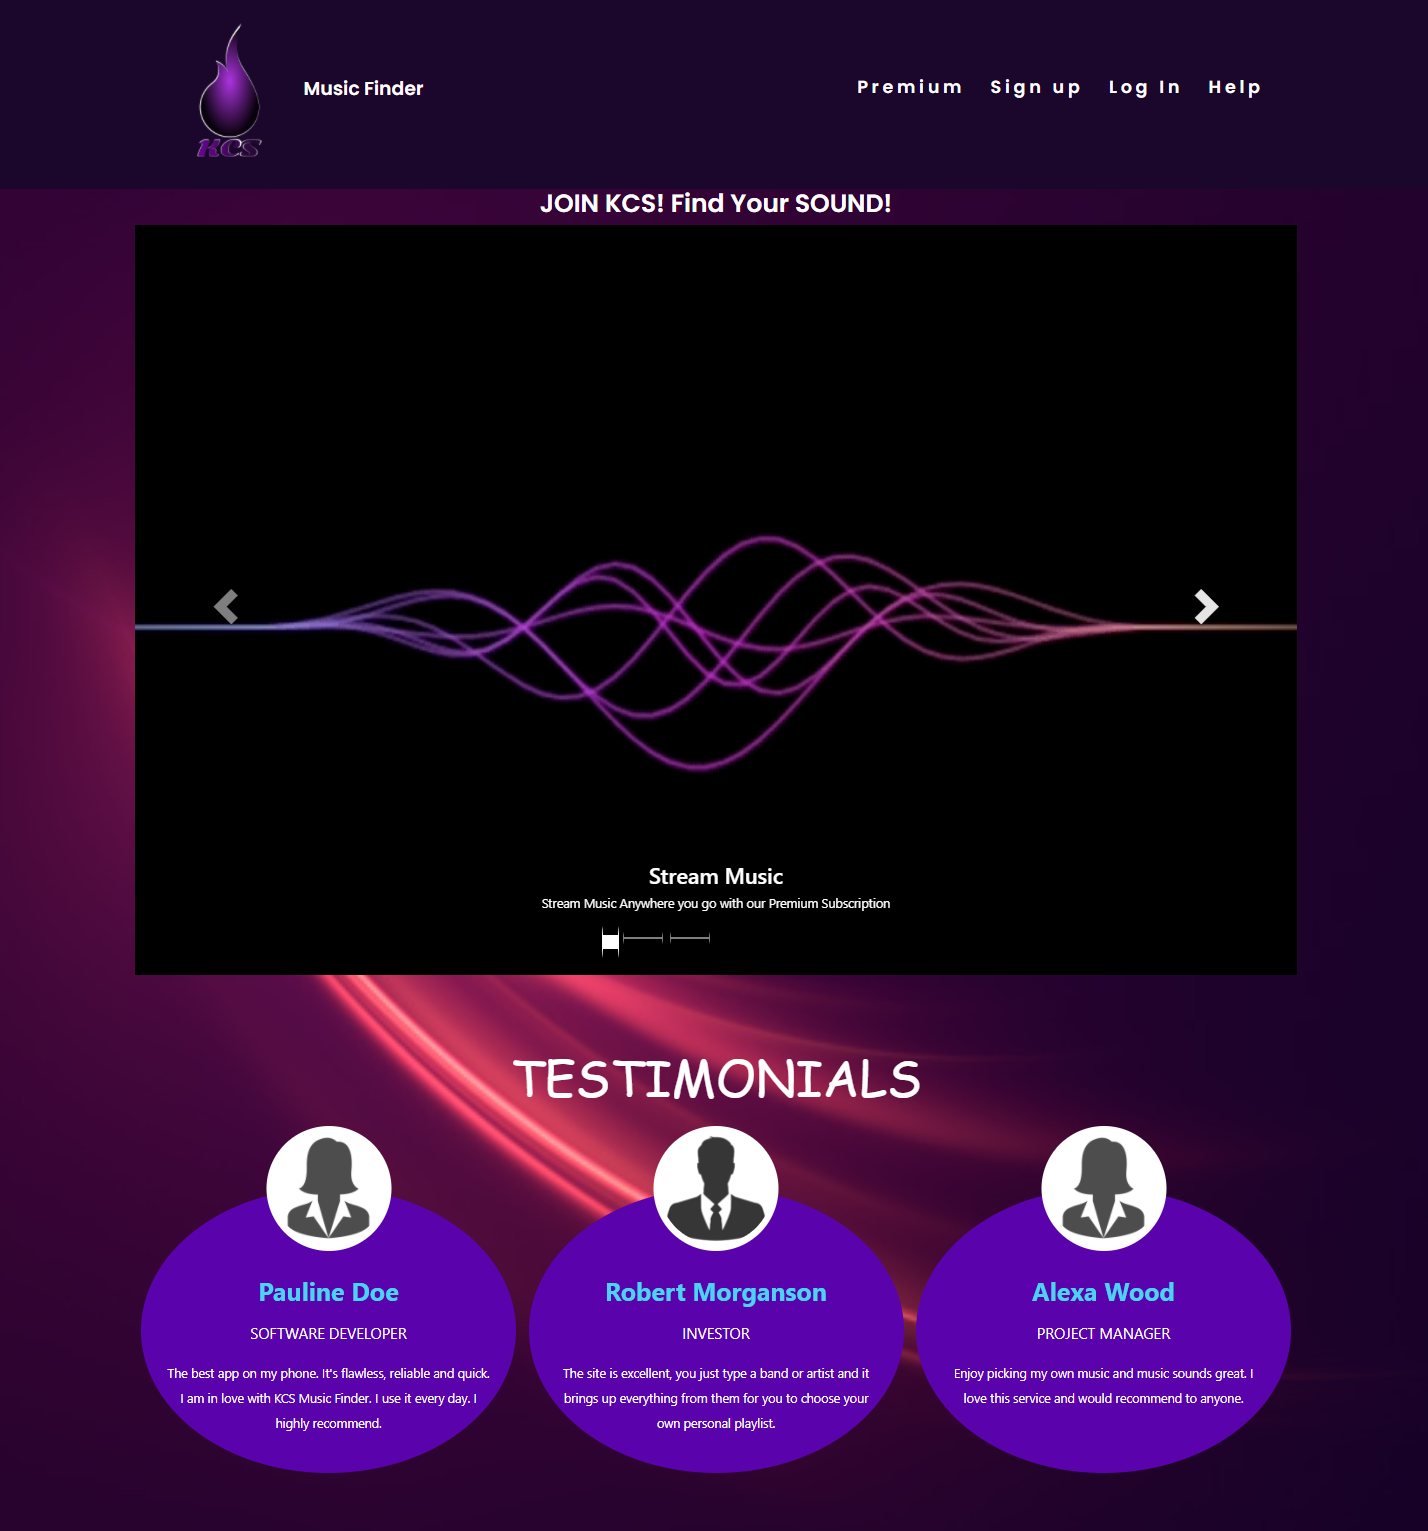 KCS
Music Finder
Premium Sign up Log In Help
JOIN KCS! Find Your SOUND!
Stream Music
Stream Music Anywhere you go with our Premium Subscription
TESTIMONIALS
Pauline Doe
SOFTWARE DEVELOPER
The best app on my phone. It's flawless, reliable and quick.
I am in love with KCS Music Finder. I use it every day. I
highly recommend.
Robert Morganson
INVESTOR
The site is excellent, you just type a band or artist and it
brings up everything from them for you to choose your
own personal playlist.
Alexa Wood
PROJECT MANAGER
Enjoy picking my own music and music sounds great. I
love this service and would recommend to anyone.